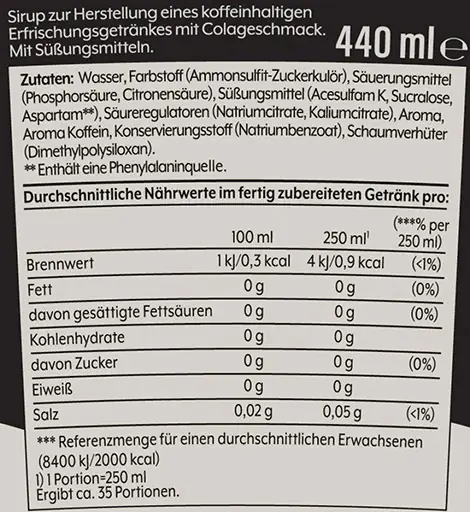 Sirup zur Herstellung eines koffeinhaltigen
Erfrischungsgetränkes mit Colageschmack.
Mit Süßungsmitteln.
440 ml e
Zutaten: Wasser, Farbstoff (Ammonsulfit-Zuckerkulör), Säuerungsmittel
(Phosphorsäure, Citronensäure), Süßungsmittel (Acesulfam K, Sucralose,
Aspartam**), Säureregulatoren (Natriumcitrate, Kaliumcitrate), Aroma,
Aroma Koffein, Konservierungsstoff (Natriumbenzoat), Schaumverhüter
(Dimethylpolysiloxan).
** Enthält eine Phenylalaninquelle.
Durchschnittliche Nährwerte im fertig zubereiteten Getränk pro:
100 ml 250 ml¹ (***% per 250 ml)
Brennwert 1 kJ/0,3 kcal 4 kJ/0,9 kcal (<1%)
Fett 0 g 0 g (0%)
davon gesättigte Fettsäuren 0 g 0 g (0%)
Kohlenhydrate 0 g 0 g
davon Zucker 0 g 0 g (0%)
Eiweiß 0 g 0 g
Salz 0,02 g 0,05 g (<1%)
*** Referenzmenge für einen durchschnittlichen Erwachsenen
(8400 kJ/2000 kcal)
1) 1 Portion=250 ml
Ergibt ca. 35 Portionen.